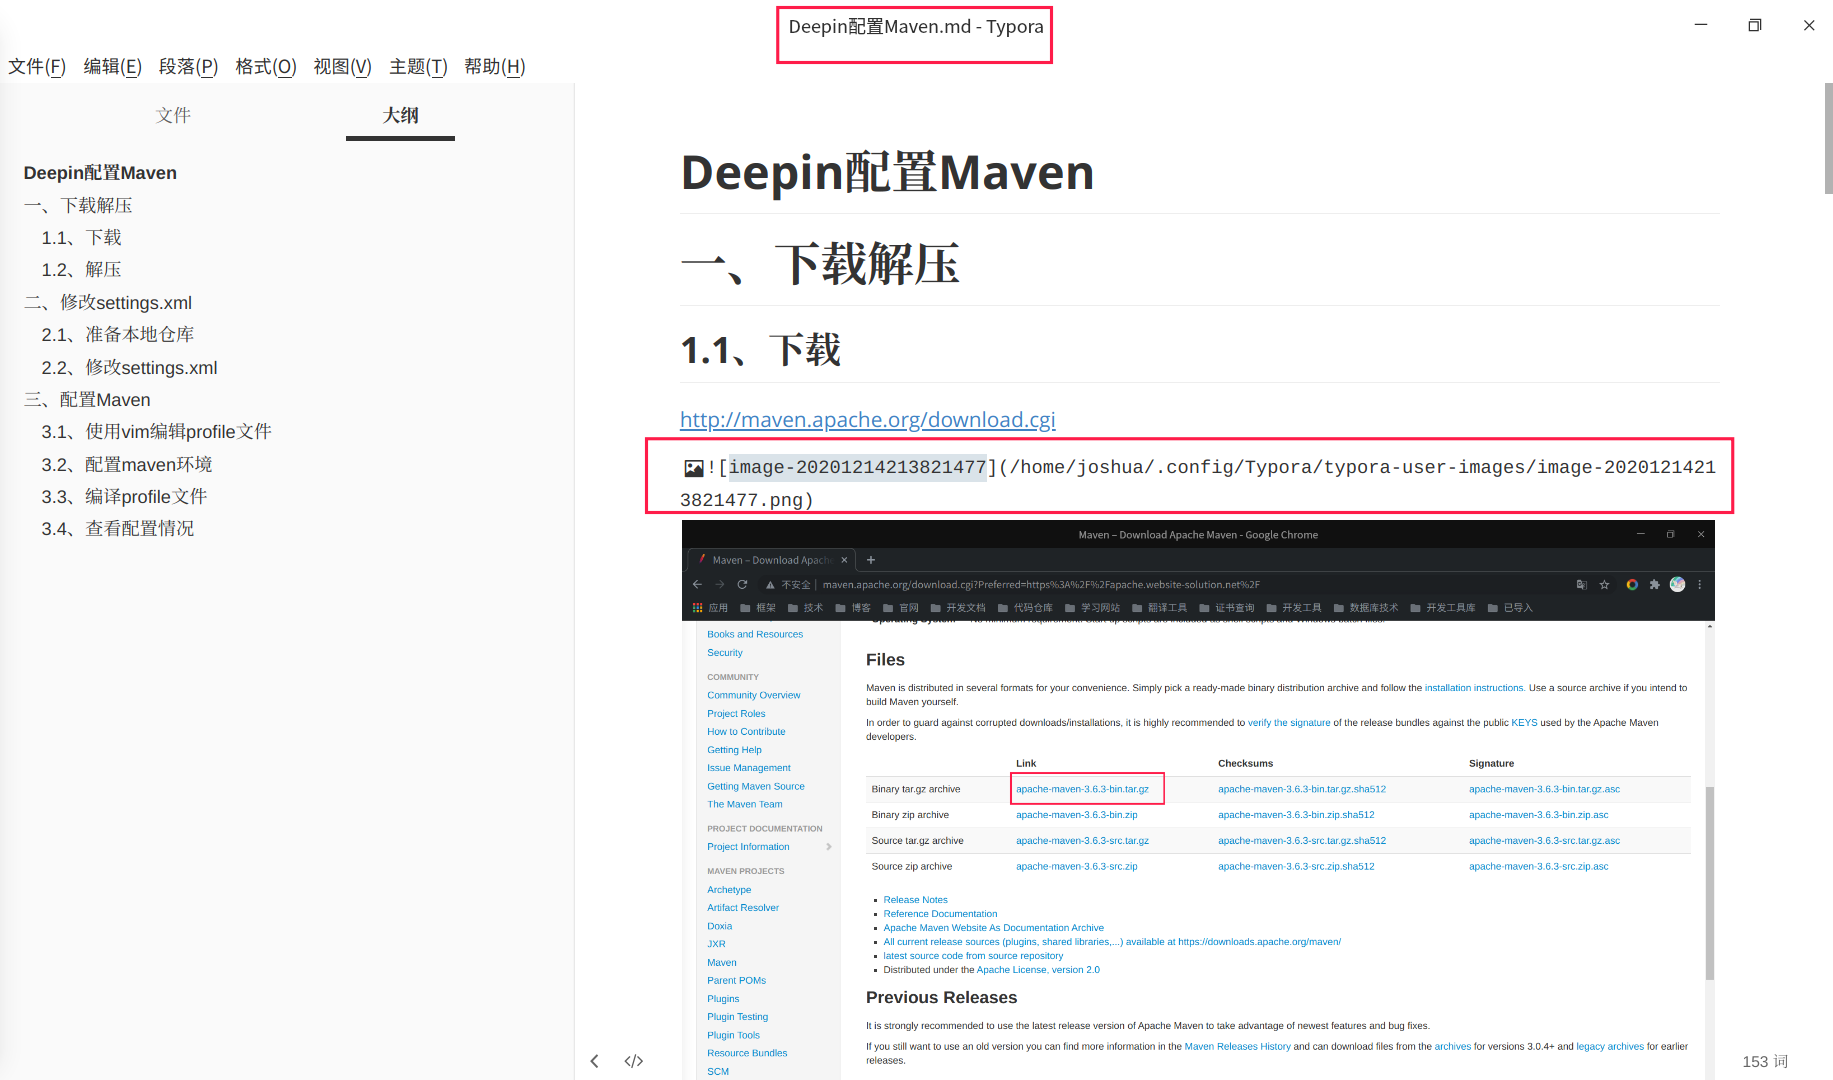 Deepin配置Maven.md - Typora
文件(F) 编辑(E) 段落(P) 格式(O) 视图(V) 主题(T) 帮助(H)
文件 大纲
Deepin配置Maven
一、下载解压
1.1、下载
1.2、解压
二、修改settings.xml
2.1、准备本地仓库
2.2、修改settings.xml
三、配置Maven
3.1、使用vim编辑profile文件
3.2、配置maven环境
3.3、编译profile文件
3.4、查看配置情况
Deepin配置Maven
一、下载解压
1.1、下载
http://maven.apache.org/download.cgi
![image-20201214213821477](/home/joshua/.config/Typora/typora-user-images/image-2020121421
3821477.png)
Maven – Download Apache Maven - Google Chrome
Maven – Download Apache
不安全 | maven.apache.org/download.cgi?Preferred=https%3A%2F%2Fapache.website-solution.net%2F
应用 框架 技术 博客 官网 开发文档 代码仓库 学习网站 翻译工具 证书查询 开发工具 数据库技术 开发工具库 已导入
Books and Resources
Security
COMMUNITY
Community Overview
Project Roles
How to Contribute
Getting Help
Issue Management
Getting Maven Source
The Maven Team
PROJECT DOCUMENTATION
Project Information
MAVEN PROJECTS
Archetype
Artifact Resolver
Doxia
JXR
Maven
Parent POMs
Plugins
Plugin Testing
Plugin Tools
Resource Bundles
SCM
Files
Maven is distributed in several formats for your convenience. Simply pick a ready-made binary distribution archive and follow the installation instructions. Use a source archive if you intend to
build Maven yourself.
In order to guard against corrupted downloads/installations, it is highly recommended to verify the signature of the release bundles against the public KEYS used by the Apache Maven
developers.
Link Checksums Signature
Binary tar.gz archive apache-maven-3.6.3-bin.tar.gz apache-maven-3.6.3-bin.tar.gz.sha512 apache-maven-3.6.3-bin.tar.gz.asc
Binary zip archive apache-maven-3.6.3-bin.zip apache-maven-3.6.3-bin.zip.sha512 apache-maven-3.6.3-bin.zip.asc
Source tar.gz archive apache-maven-3.6.3-src.tar.gz apache-maven-3.6.3-src.tar.gz.sha512 apache-maven-3.6.3-src.tar.gz.asc
Source zip archive apache-maven-3.6.3-src.zip apache-maven-3.6.3-src.zip.sha512 apache-maven-3.6.3-src.zip.asc
Release Notes
Reference Documentation
Apache Maven Website As Documentation Archive
All current release sources (plugins, shared libraries,...) available at https://downloads.apache.org/maven/
latest source code from source repository
Distributed under the Apache License, version 2.0
Previous Releases
It is strongly recommended to use the latest release version of Apache Maven to take advantage of newest features and bug fixes.
If you still want to use an old version you can find more information in the Maven Releases History and can download files from the archives for versions 3.0.4+ and legacy archives for earlier
releases.
153 词